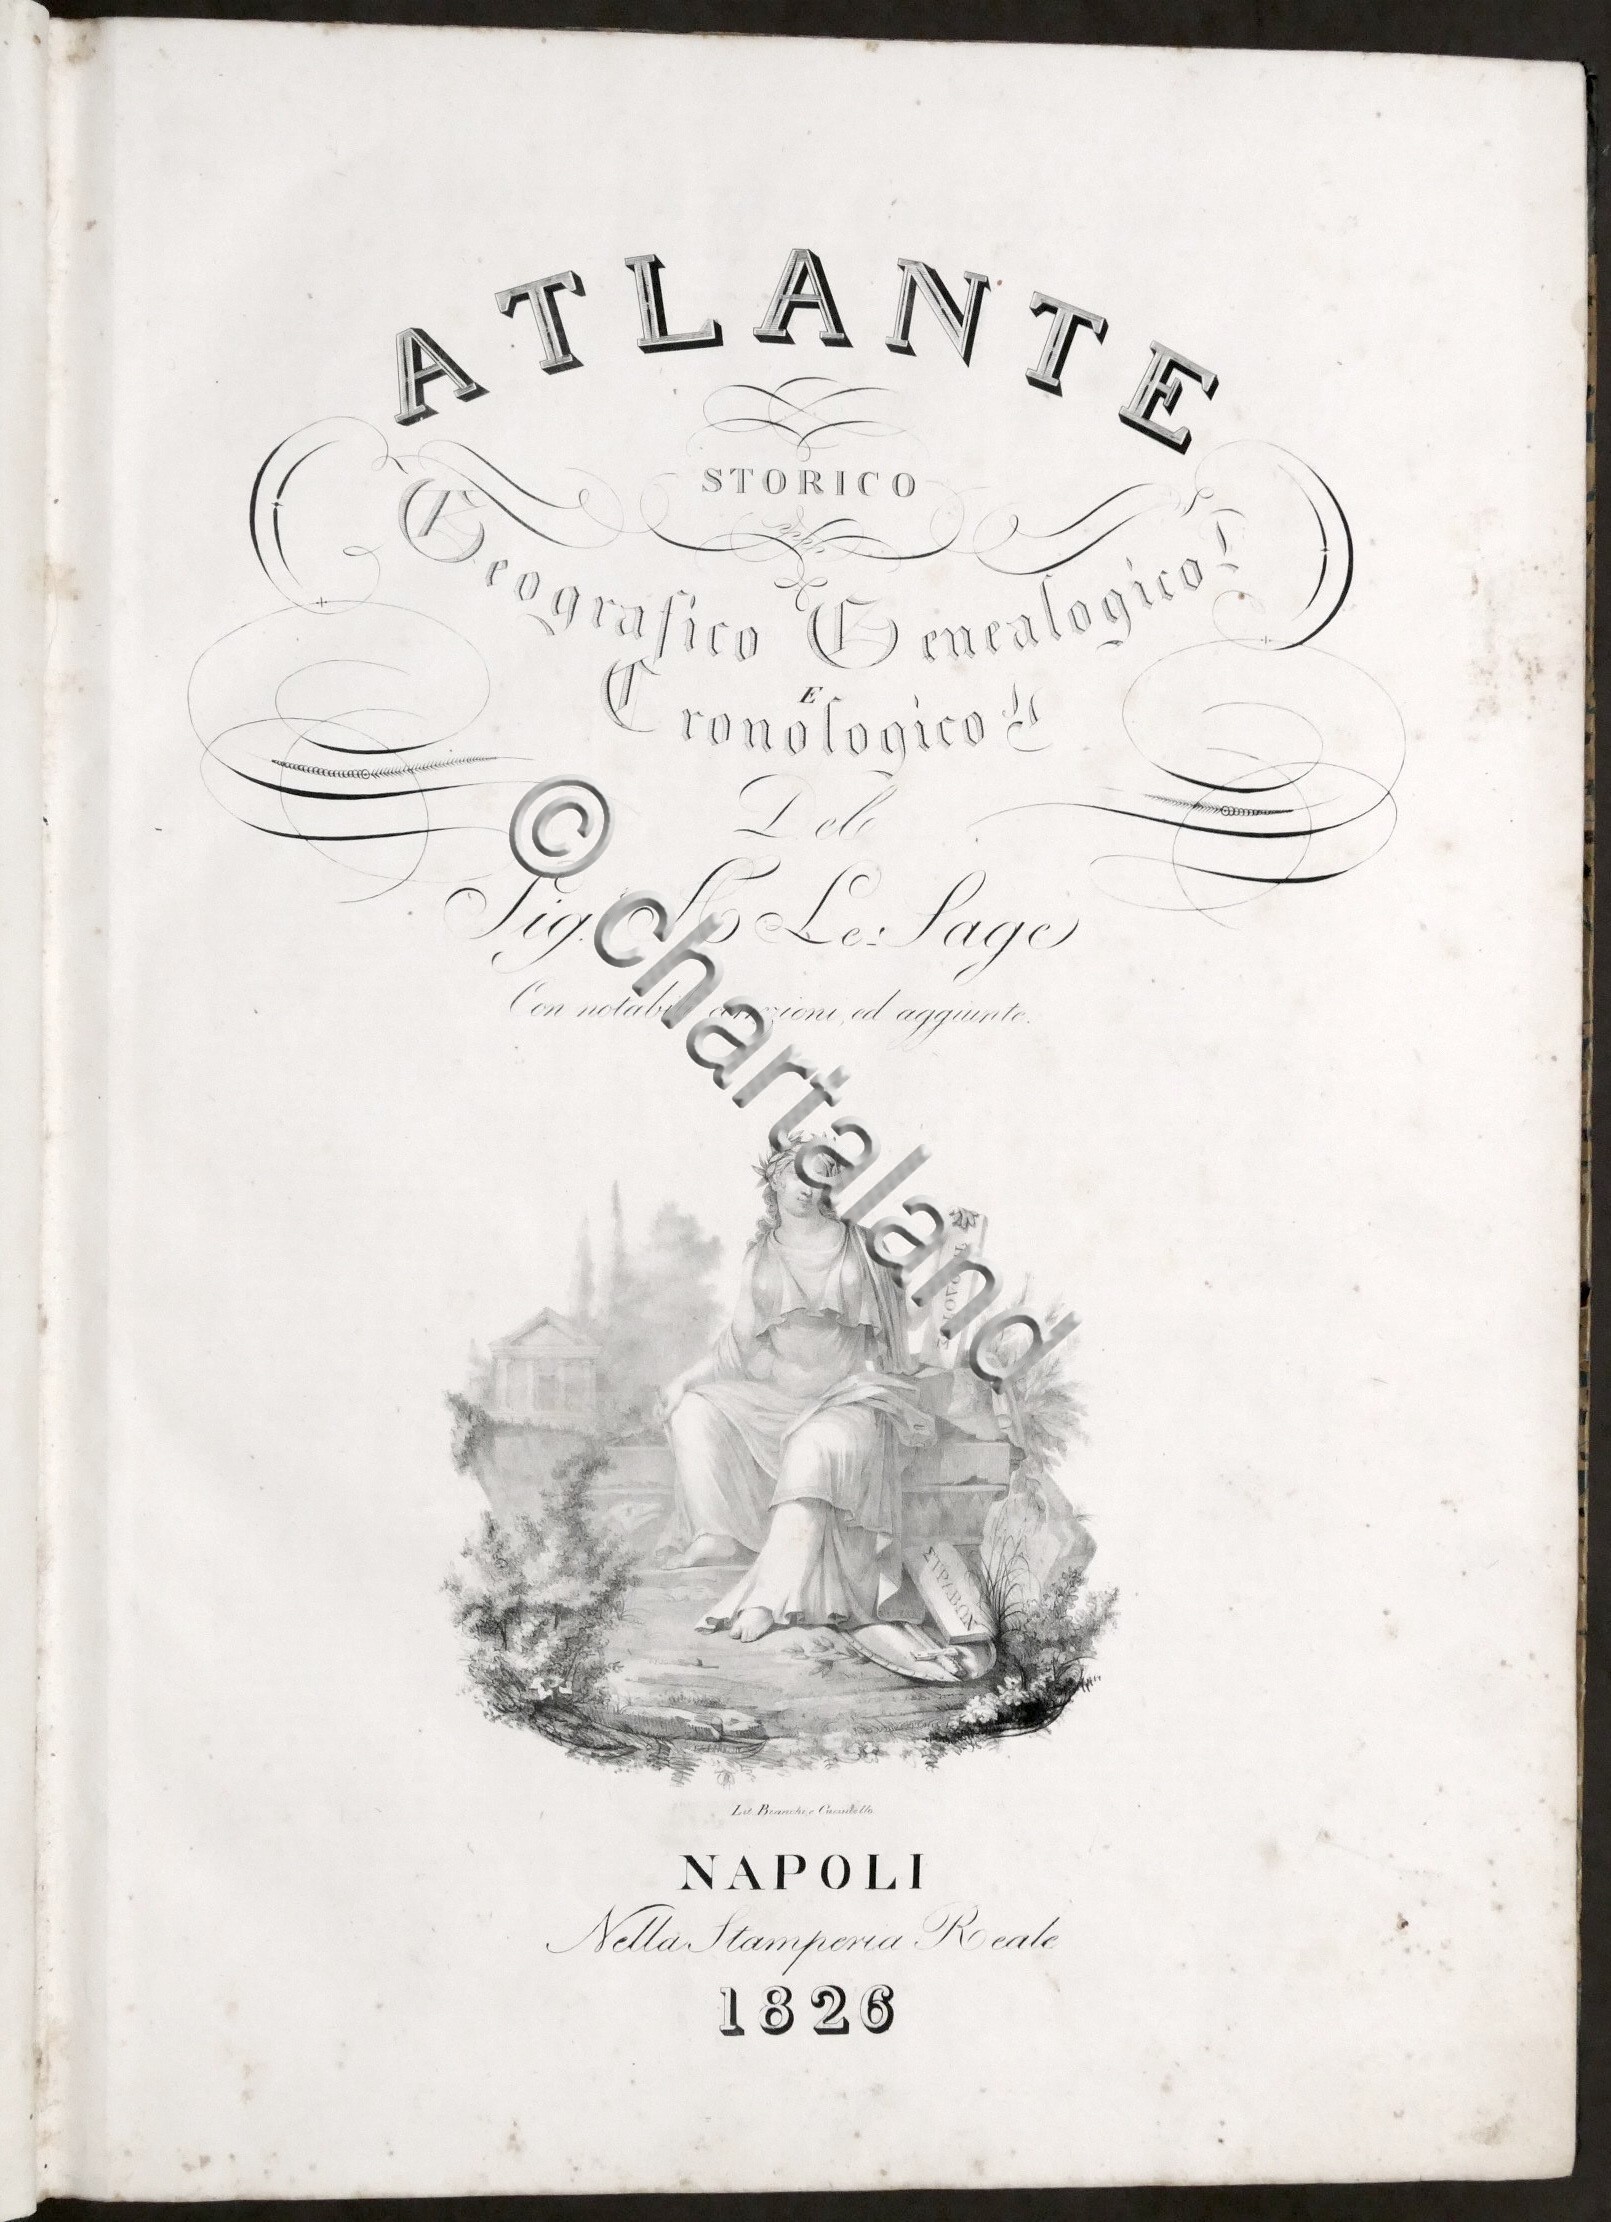 ATLANTE
STORICO
Geografico Genealogico
E
Cronologico
Del
Sig. A. Le-Sage
Con notabili correzioni, ed aggiunte.
ΣΤΡΑΒΩΝ
Lit. Bianchi e Cuciniello
NAPOLI
Nella Stamperia Reale
1826
© chartaland